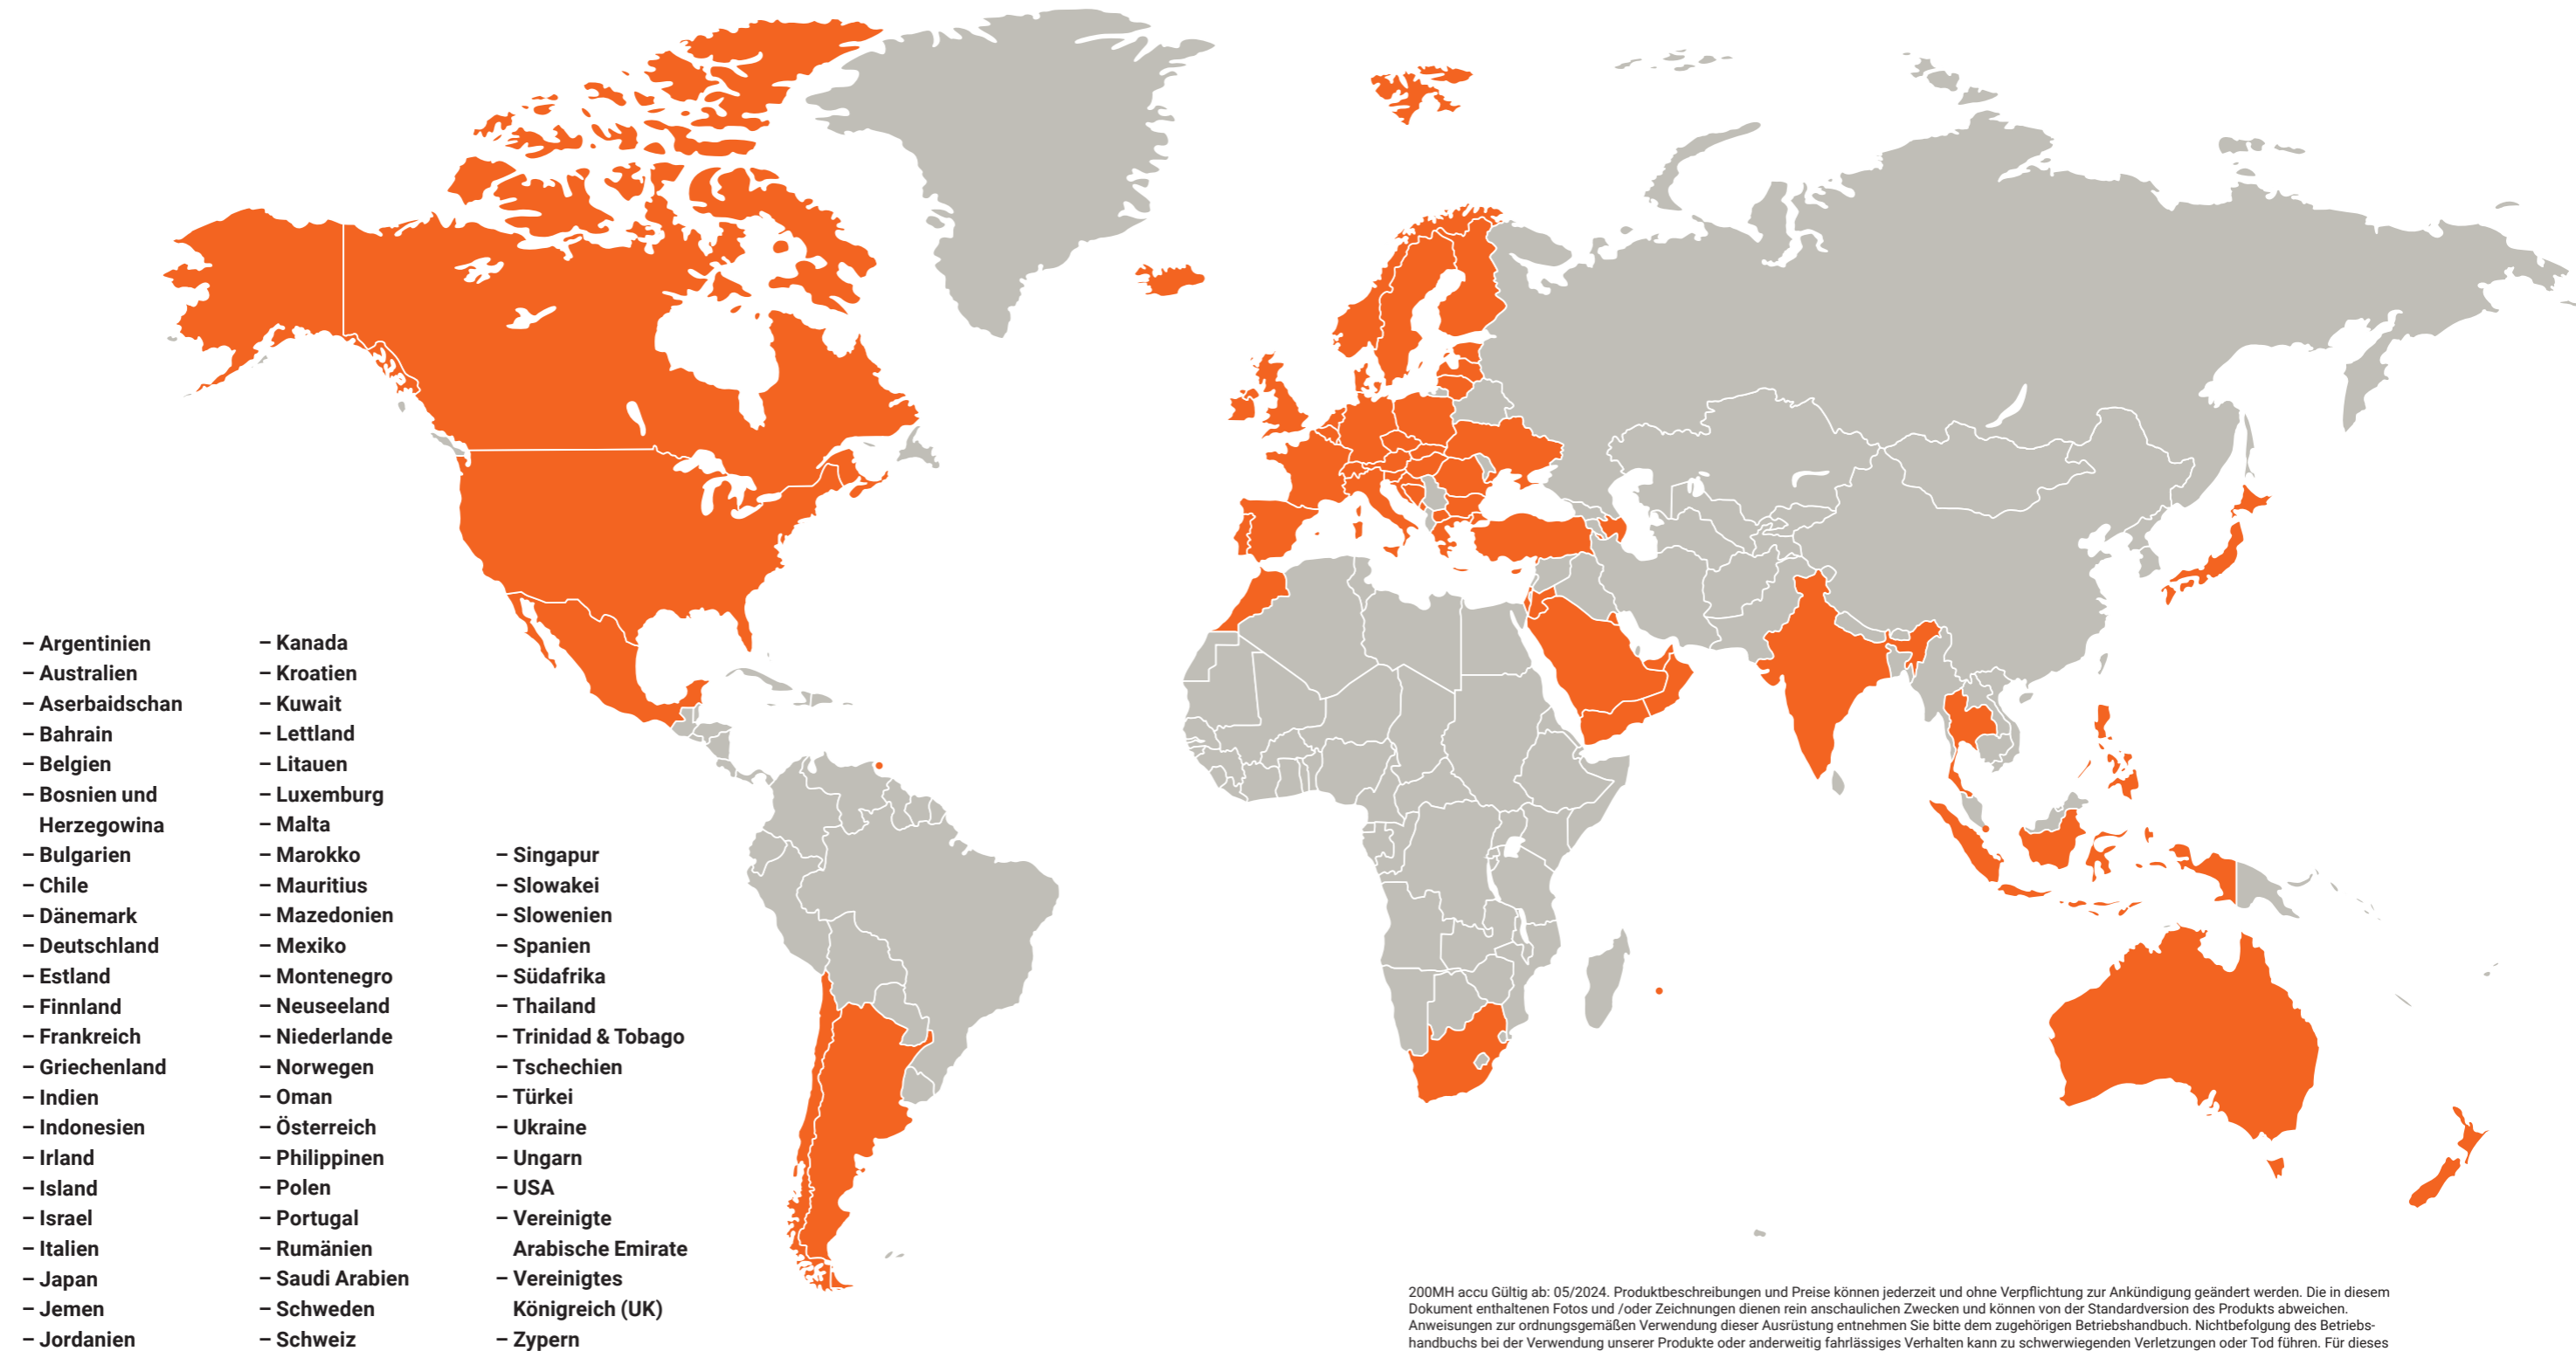 – Argentinien
– Australien
– Aserbaidschan
– Bahrain
– Belgien
– Bosnien und
Herzegowina
– Bulgarien
– Chile
– Dänemark
– Deutschland
– Estland
– Finnland
– Frankreich
– Griechenland
– Indien
– Indonesien
– Irland
– Island
– Israel
– Italien
– Japan
– Jemen
– Jordanien
– Kanada
– Kroatien
– Kuwait
– Lettland
– Litauen
– Luxemburg
– Malta
– Marokko
– Mauritius
– Mazedonien
– Mexiko
– Montenegro
– Neuseeland
– Niederlande
– Norwegen
– Oman
– Österreich
– Philippinen
– Polen
– Portugal
– Rumänien
– Saudi Arabien
– Schweden
– Schweiz
– Singapur
– Slowakei
– Slowenien
– Spanien
– Südafrika
– Thailand
– Trinidad & Tobago
– Tschechien
– Türkei
– Ukraine
– Ungarn
– USA
– Vereinigte
Arabische Emirate
– Vereinigtes
Königreich (UK)
– Zypern
200MH accu Gültig ab: 05/2024. Produktbeschreibungen und Preise können jederzeit und ohne Verpflichtung zur Ankündigung geändert werden. Die in diesem
Dokument enthaltenen Fotos und /oder Zeichnungen dienen rein anschaulichen Zwecken und können von der Standardversion des Produkts abweichen.
Anweisungen zur ordnungsgemäßen Verwendung dieser Ausrüstung entnehmen Sie bitte dem zugehörigen Betriebshandbuch. Nichtbefolgung des Betriebs-
handbuchs bei der Verwendung unserer Produkte oder anderweitig fahrlässiges Verhalten kann zu schwerwiegenden Verletzungen oder Tod führen. Für dieses